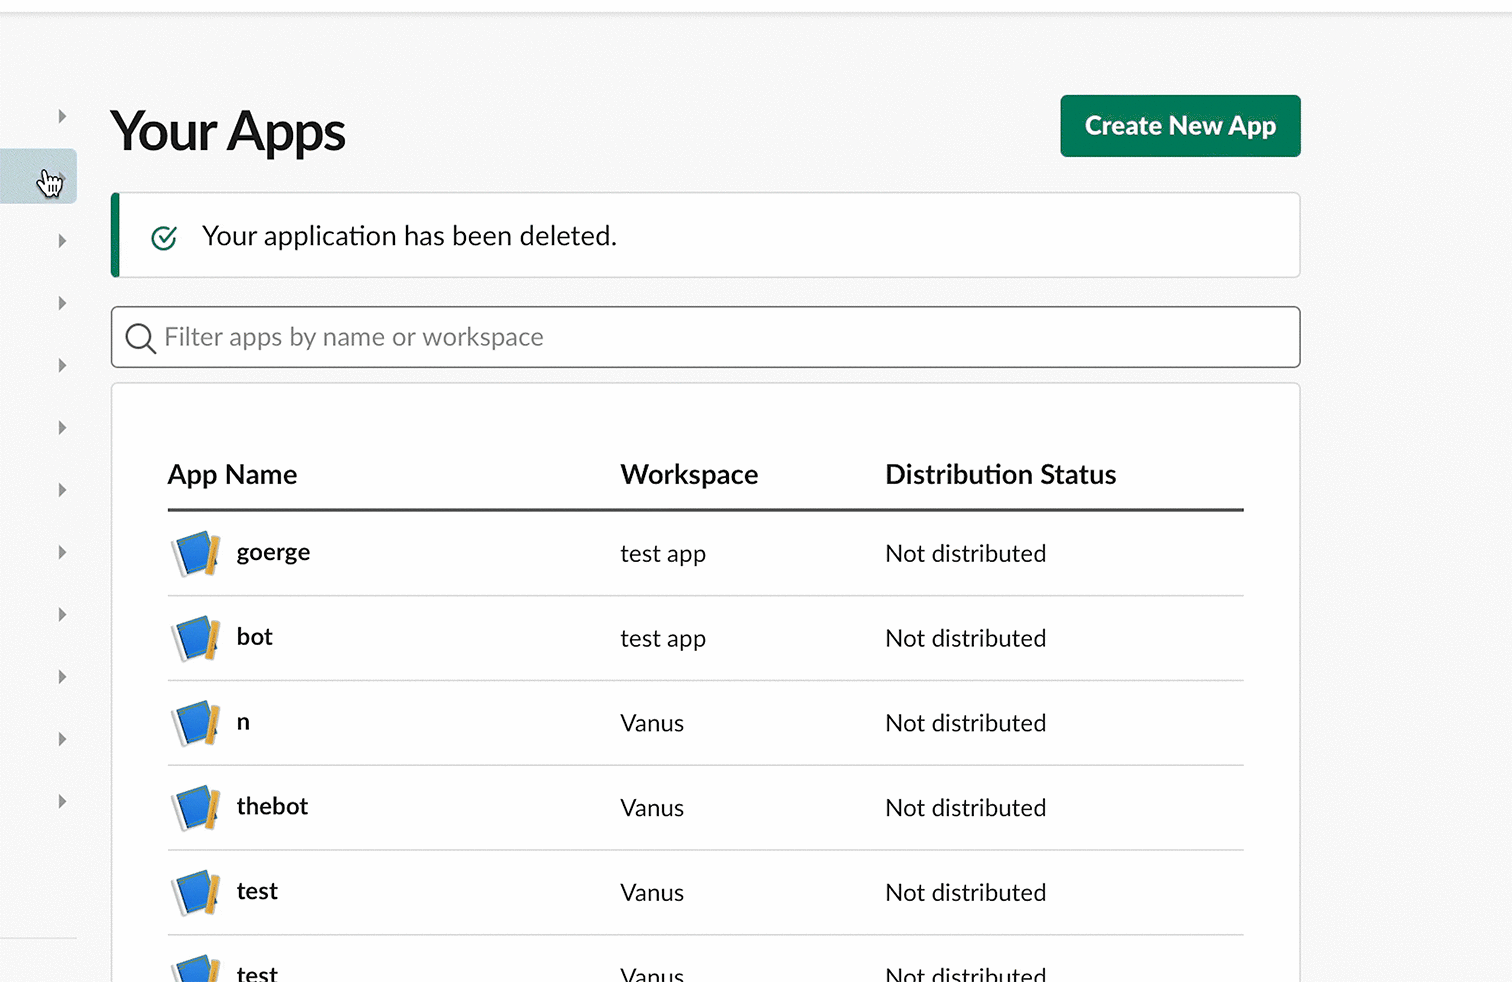 Your Apps
Create New App
Your application has been deleted.
Filter apps by name or workspace
App Name Workspace Distribution Status
goerge test app Not distributed
bot test app Not distributed
n Vanus Not distributed
thebot Vanus Not distributed
test Vanus Not distributed
test Vanus Not distributed